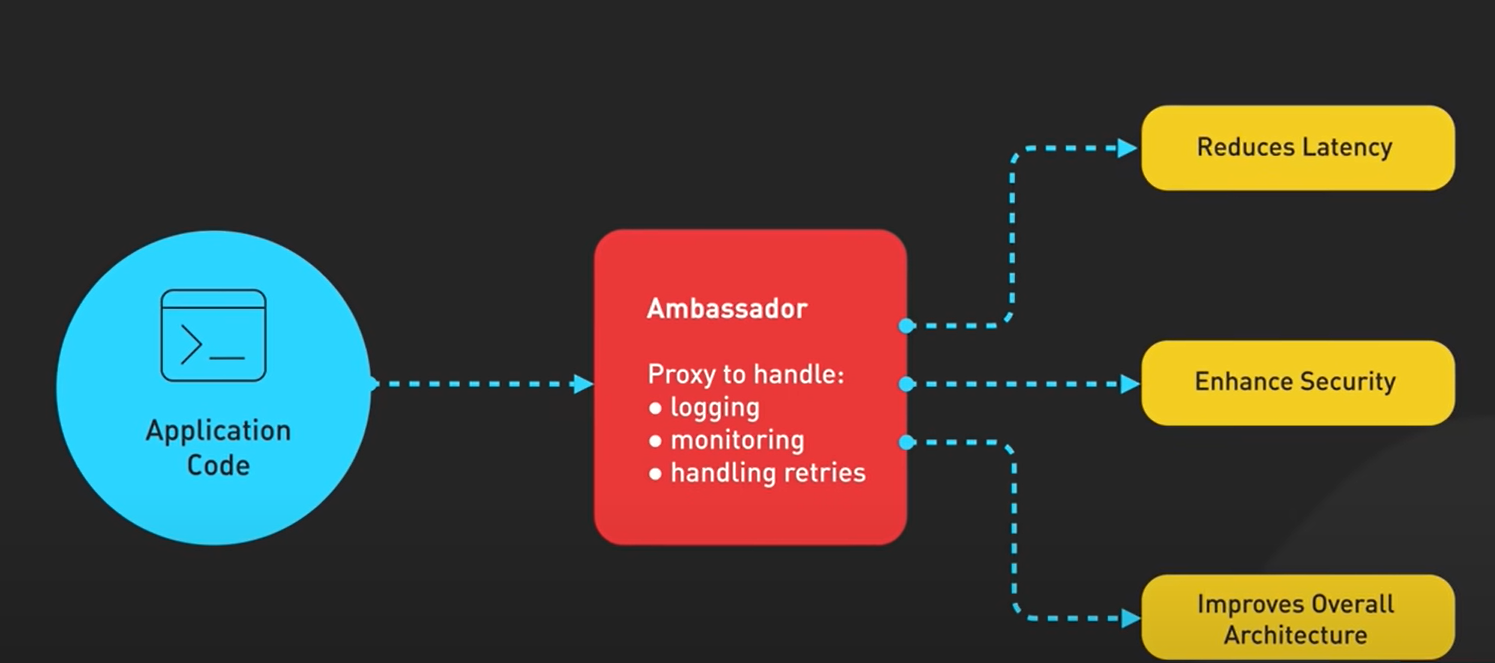 Application
Code
Ambassador
Proxy to handle:
● logging
● monitoring
● handling retries
Reduces Latency
Enhance Security
Improves Overall
Architecture